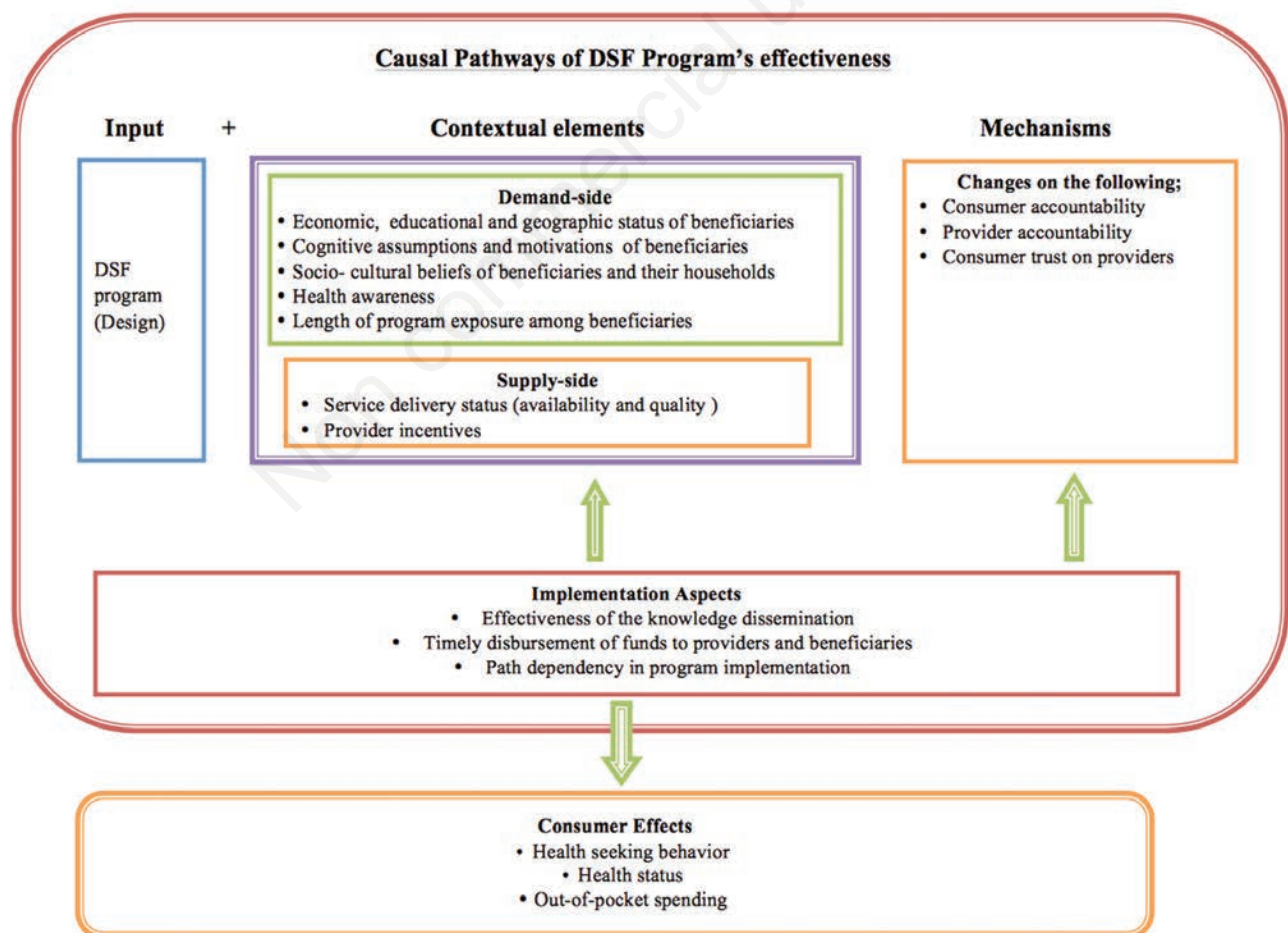 Causal Pathways of DSF Program's effectiveness
Input + Contextual elements Mechanisms
DSF
program
(Design)
Demand-side
• Economic, educational and geographic status of beneficiaries
• Cognitive assumptions and motivations of beneficiaries
• Socio- cultural beliefs of beneficiaries and their households
• Health awareness
• Length of program exposure among beneficiaries
Supply-side
• Service delivery status (availability and quality )
• Provider incentives
Changes on the following;
• Consumer accountability
• Provider accountability
• Consumer trust on providers
Implementation Aspects
• Effectiveness of the knowledge dissemination
• Timely disbursement of funds to providers and beneficiaries
• Path dependency in program implementation
Consumer Effects
• Health seeking behavior
• Health status
• Out-of-pocket spending
Non commercial